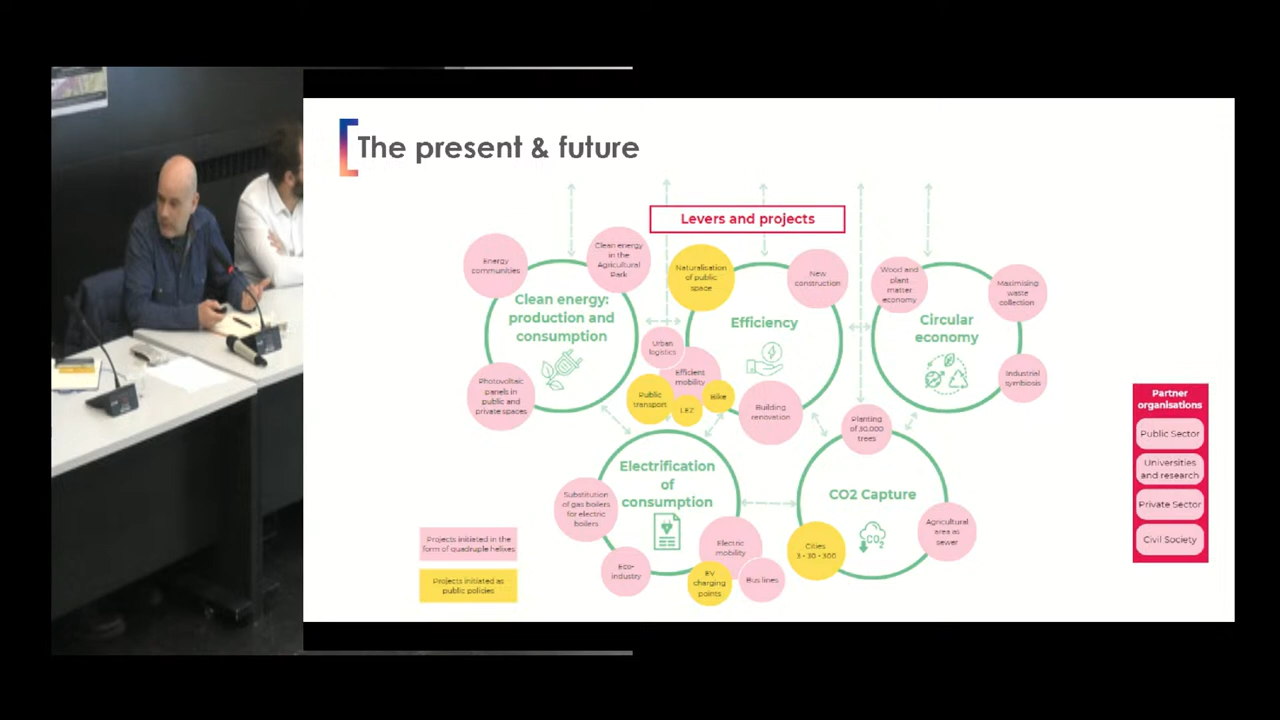 The present & future
Levers and projects
Energy
communities
Clean energy
in the
Agricultural
Park
Clean energy:
production and
consumption
Photovoltaic
panels in
public and
private spaces
Naturalisation
of public
space
New
construction
Efficiency
Urban
logistics
Efficient
mobility
Public
transport
LEZ
Bike
Building
renovation
Wood and
plant
matter
economy
Maximising
waste
collection
Circular
economy
Industrial
symbiosis
Planting
of 30.000
trees
Electrification
of
consumption
Substitution
of gas boilers
for electric
boilers
Eco-
industry
Electric
mobility
EV
charging
points
Bus lines
CO2 Capture
CO2
Cities
3 - 30 - 300
Agricultural
area as
sewer
Projects initiated in the
form of quadruple helixes
Projects initiated as
public policies
Partner
organisations
Public Sector
Universities
and research
Private Sector
Civil Society